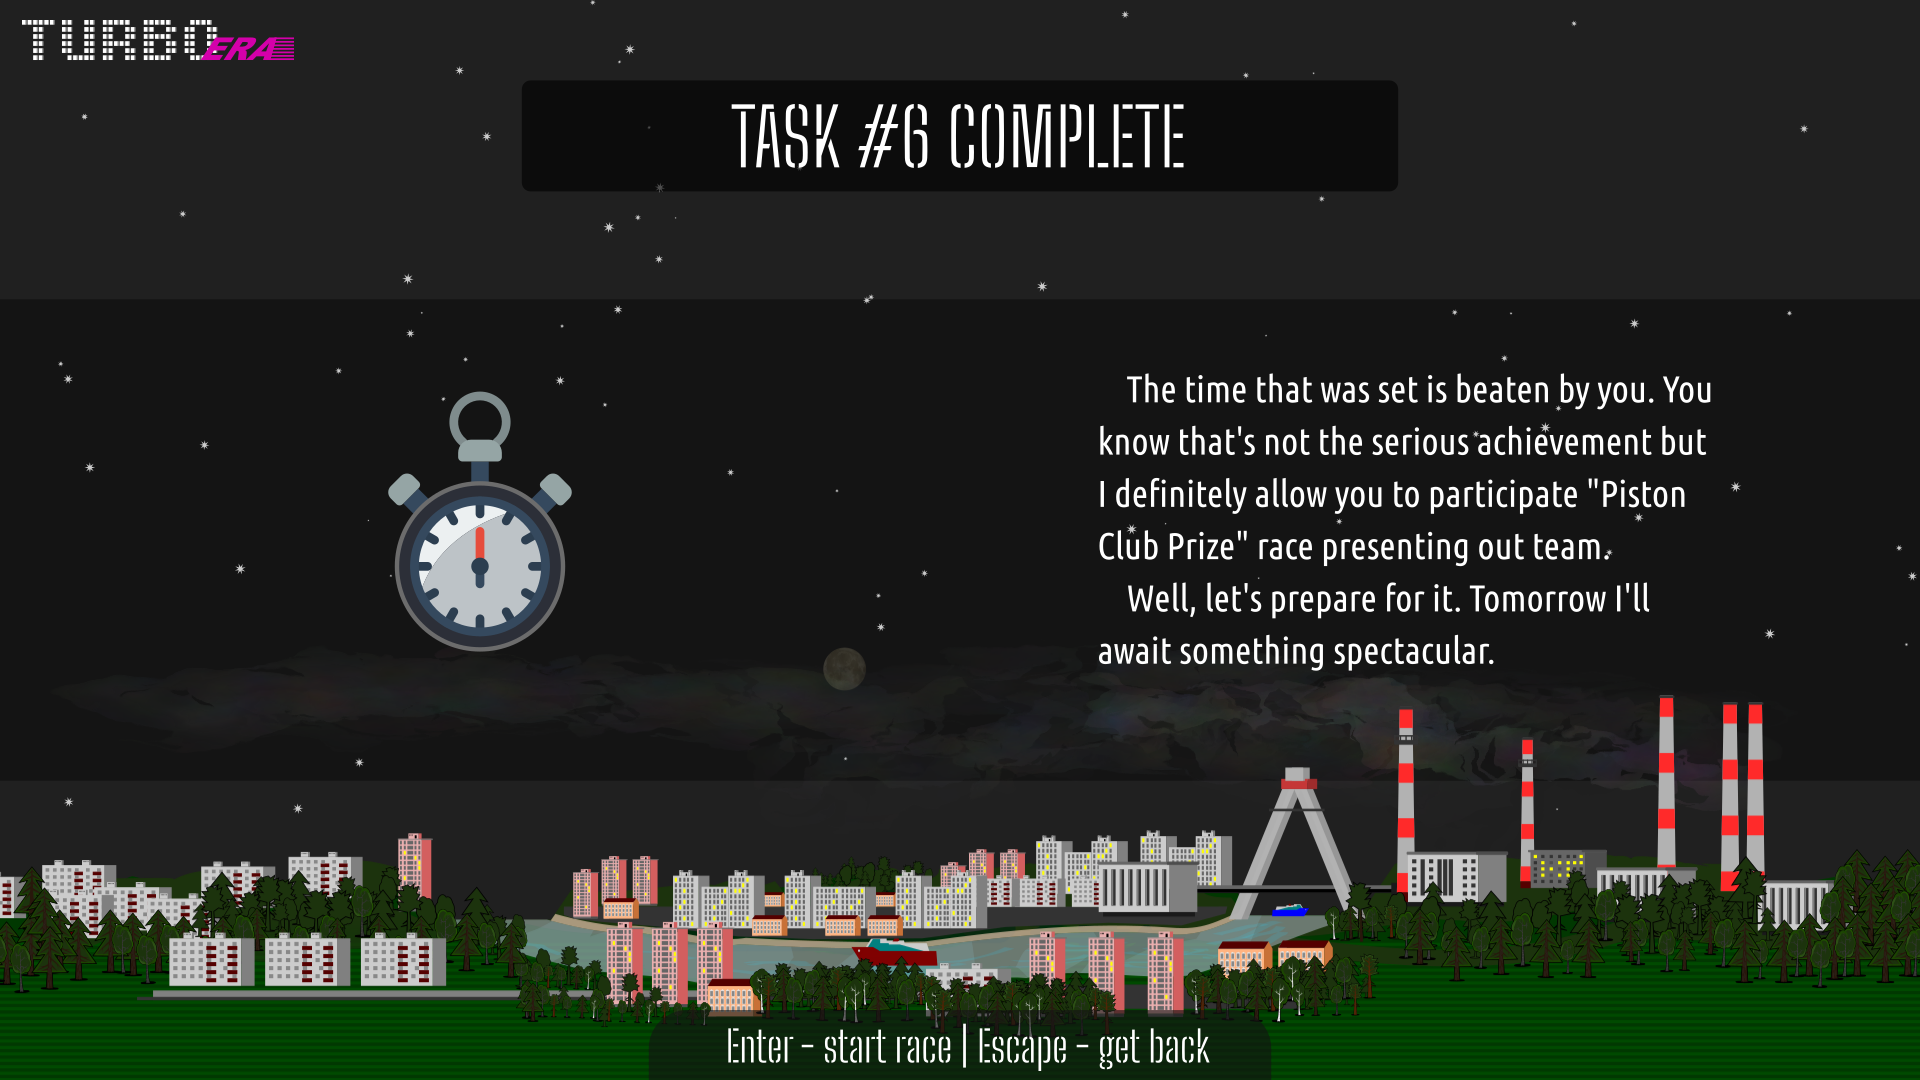 TURBO ERA
TASK #6 COMPLETE
The time that was set is beaten by you. You
know that's not the serious achievement but
I definitely allow you to participate "Piston
Club Prize" race presenting out team.
Well, let's prepare for it. Tomorrow I'll
await something spectacular.
Enter - start race | Escape - get back